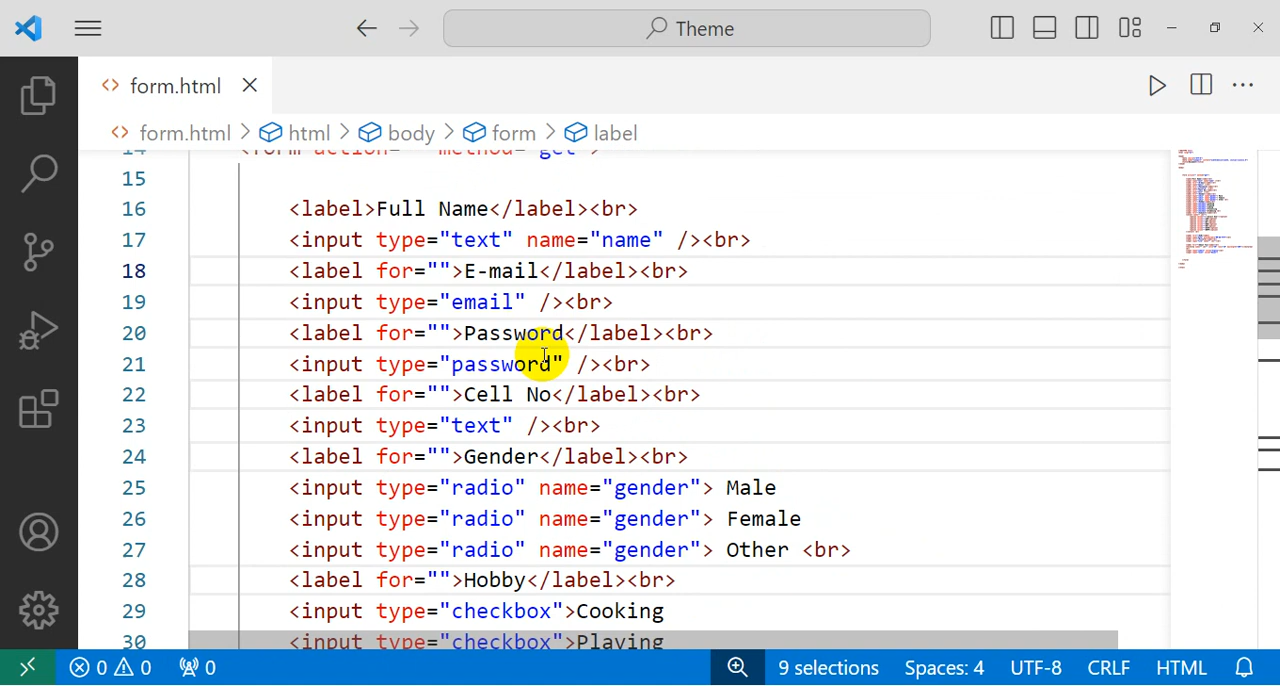 Theme
form.html
form.html > html > body > form > label
14 <form action="" method="get">
15
16 <label>Full Name</label><br>
17 <input type="text" name="name" /><br>
18 <label for="">E-mail</label><br>
19 <input type="email" /><br>
20 <label for="">Password</label><br>
21 <input type="password" /><br>
22 <label for="">Cell No</label><br>
23 <input type="text" /><br>
24 <label for="">Gender</label><br>
25 <input type="radio" name="gender"> Male
26 <input type="radio" name="gender"> Female
27 <input type="radio" name="gender"> Other <br>
28 <label for="">Hobby</label><br>
29 <input type="checkbox">Cooking
30 <input type="checkbox">Playing
0 0 0 9 selections Spaces: 4 UTF-8 CRLF HTML